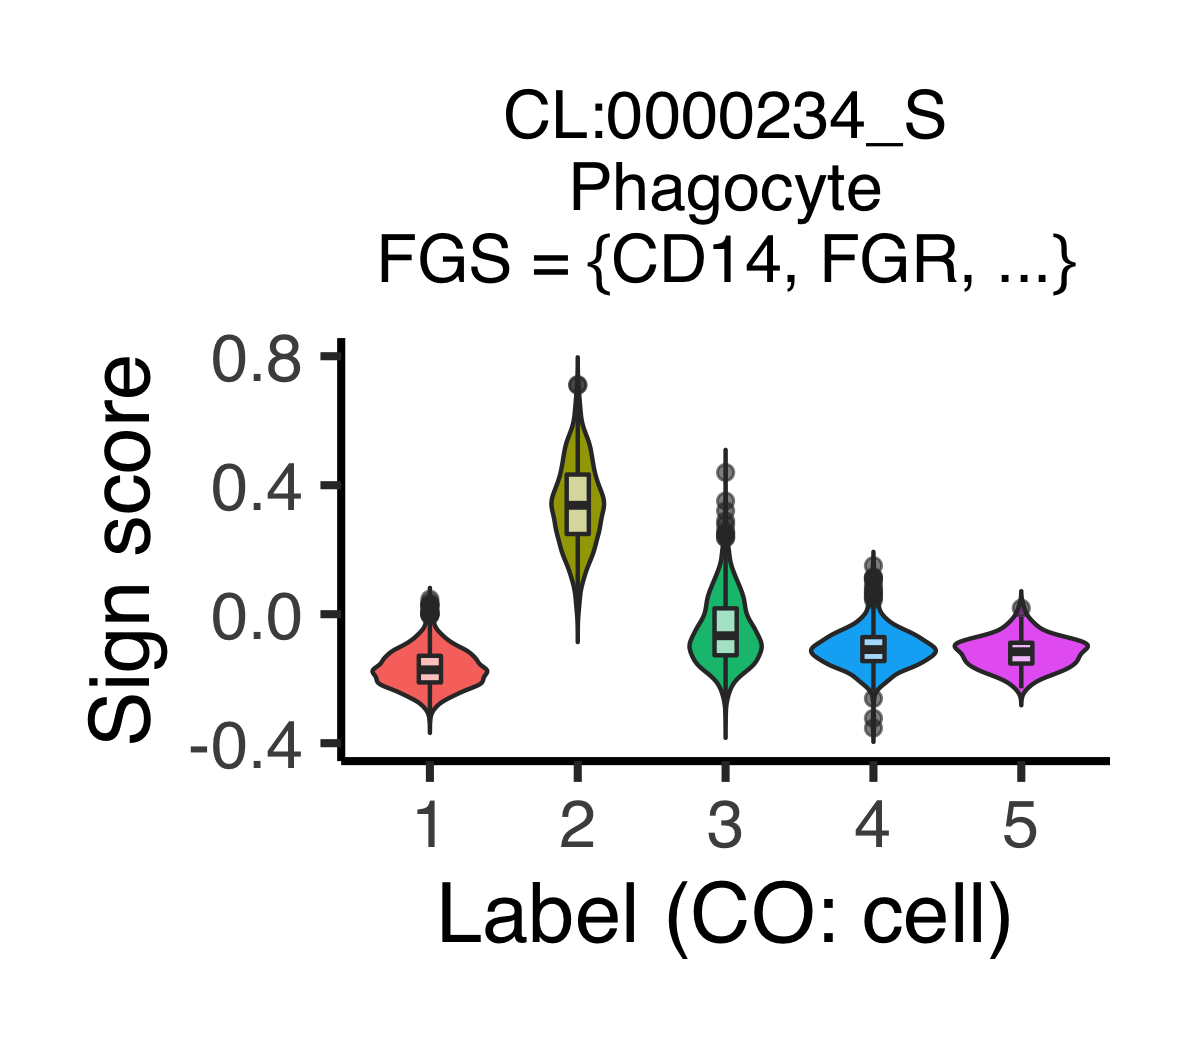 CL:0000234_S
Phagocyte
FGS = {CD14, FGR, ...}
Sign score
0.8
0.4
0.0
-0.4
1 2 3 4 5
Label (CO: cell)